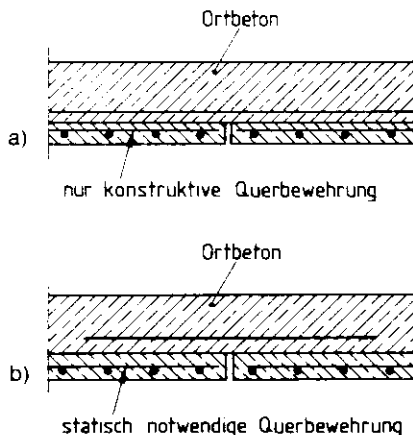 Ortbeton
a)
nur konstruktive Querbewehrung
Ortbeton
b)
statisch notwendige Querbewehrung